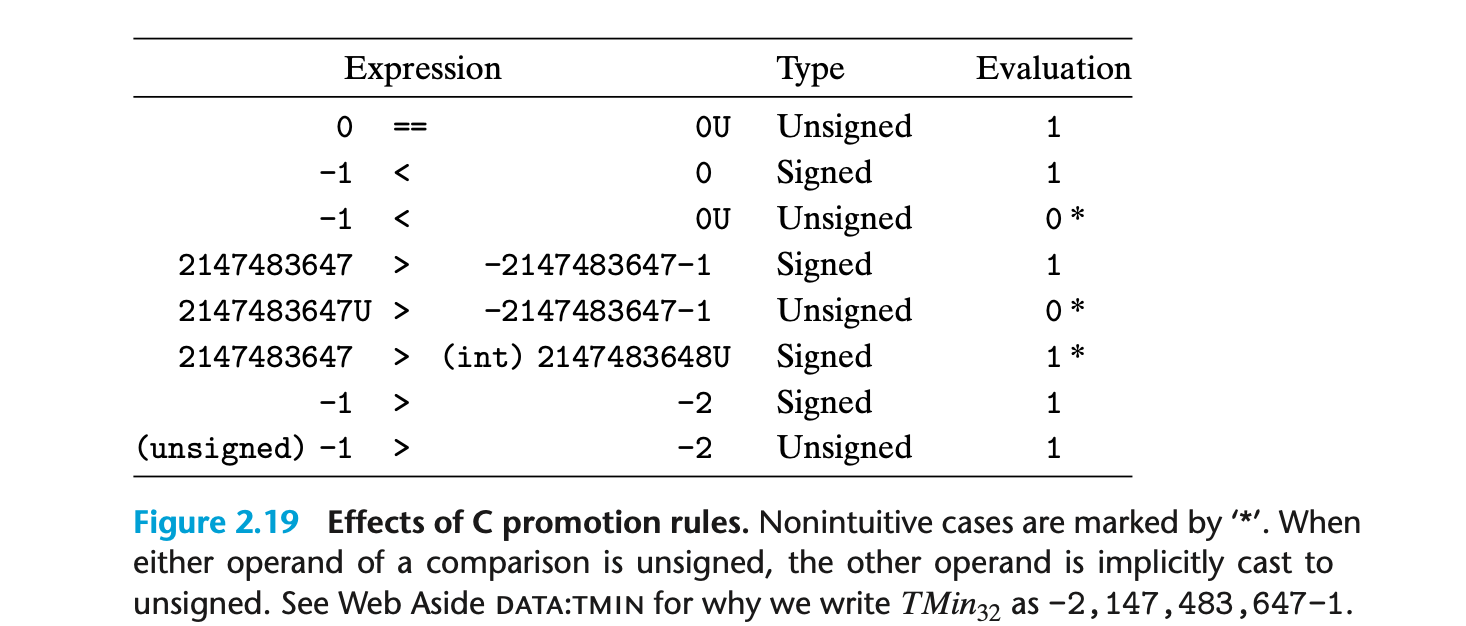 Expression Type Evaluation
0 == 0U Unsigned 1
-1 < 0 Signed 1
-1 < 0U Unsigned 0 *
2147483647 > -2147483647-1 Signed 1
2147483647U > -2147483647-1 Unsigned 0 *
2147483647 > (int) 2147483648U Signed 1 *
-1 > -2 Signed 1
(unsigned) -1 > -2 Unsigned 1
Figure 2.19 Effects of C promotion rules. Nonintuitive cases are marked by ‘*’. When
either operand of a comparison is unsigned, the other operand is implicitly cast to
unsigned. See Web Aside DATA:TMIN for why we write TMin32 as -2,147,483,647-1.